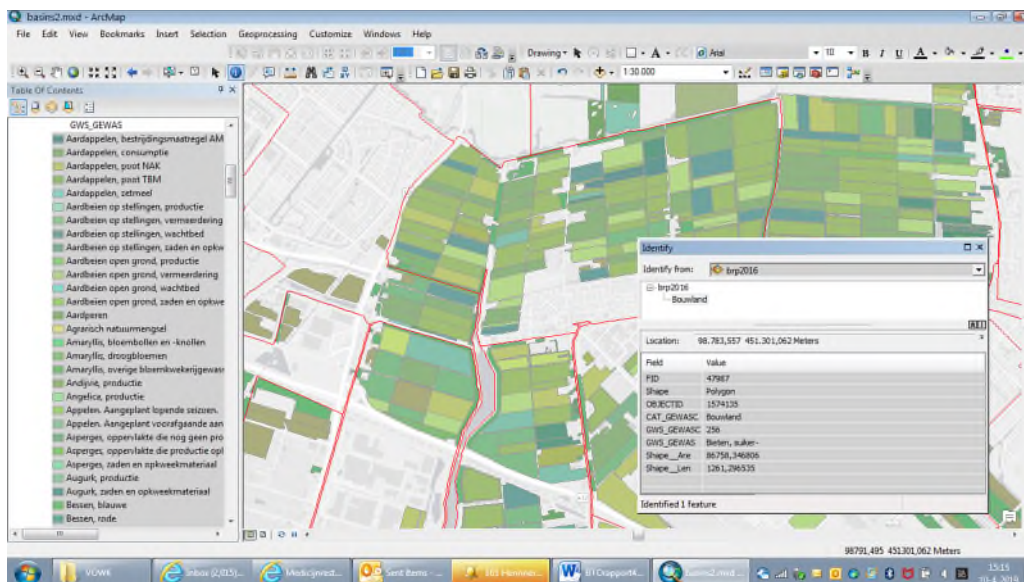 basins2.mxd - ArcMap
File Edit View Bookmarks Insert Selection Geoprocessing Customize Windows Help
Drawing A Arial 10 B I U A
1:30.000
Table Of Contents
GWS_GEWAS
Aardappelen, bestrijdingsmaatregel AM
Aardappelen, consumptie
Aardappelen, poot NAK
Aardappelen, poot TBM
Aardappelen, zetmeel
Aardbeien op stellingen, productie
Aardbeien op stellingen, vermeerdering
Aardbeien op stellingen, wachtbed
Aardbeien op stellingen, zaden en opkw
Aardbeien open grond, productie
Aardbeien open grond, vermeerdering
Aardbeien open grond, wachtbed
Aardbeien open grond, zaden en opkwe
Aardperen
Agrarisch natuurmengsel
Amaryllis, bloembollen en -knollen
Amaryllis, droogbloemen
Amaryllis, overige bloemkwekerijgewass
Andijvie, productie
Angelica, productie
Appelen. Aangeplant lopende seizoen.
Appelen. Aangeplant voorafgaande aan
Asperges, oppervlakte die nog geen pro
Asperges, oppervlakte die productie opl
Asperges, zaden en opkweekmateriaal
Augurk, productie
Augurk, zaden en opkweekmateriaal
Bessen, blauwe
Bessen, rode
Identify
Identify from: brp2016
brp2016
Bouwland
Location: 98.783,557 451.301,062 Meters
Field Value
FID 47987
Shape Polygon
OBJECTID 1574135
CAT_GEWASC Bouwland
GWS_GEWASC 256
GWS_GEWAS Bieten, suiker-
Shape__Are 86758,346806
Shape__Len 1261,296535
Identified 1 feature
98791,495 451301,062 Meters
VOWK
Inbox (2,015)...
Medicijnrest...
Sent Items - ...
basins2.mxd ...
15:15